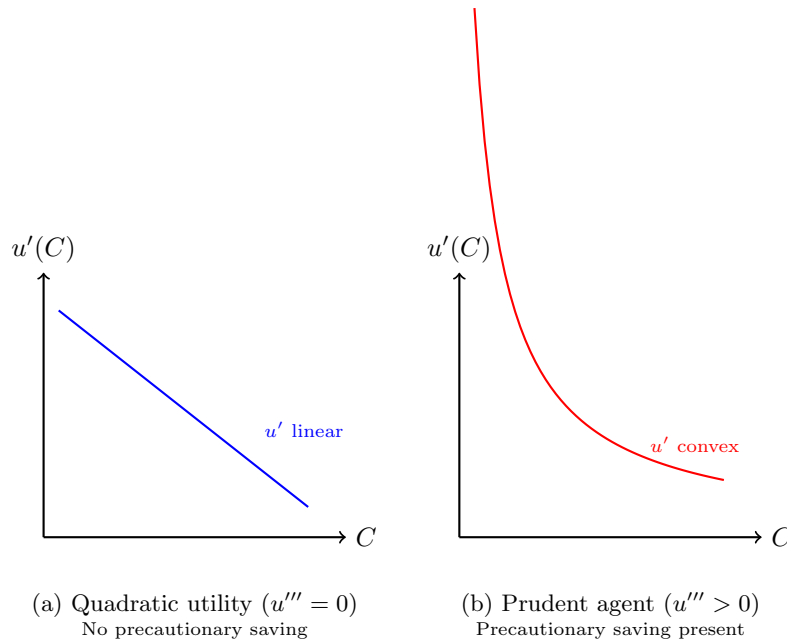 u′(C)
u′ linear
C
(a) Quadratic utility (u′′′ = 0)
No precautionary saving
u′(C)
u′ convex
C
(b) Prudent agent (u′′′ > 0)
Precautionary saving present